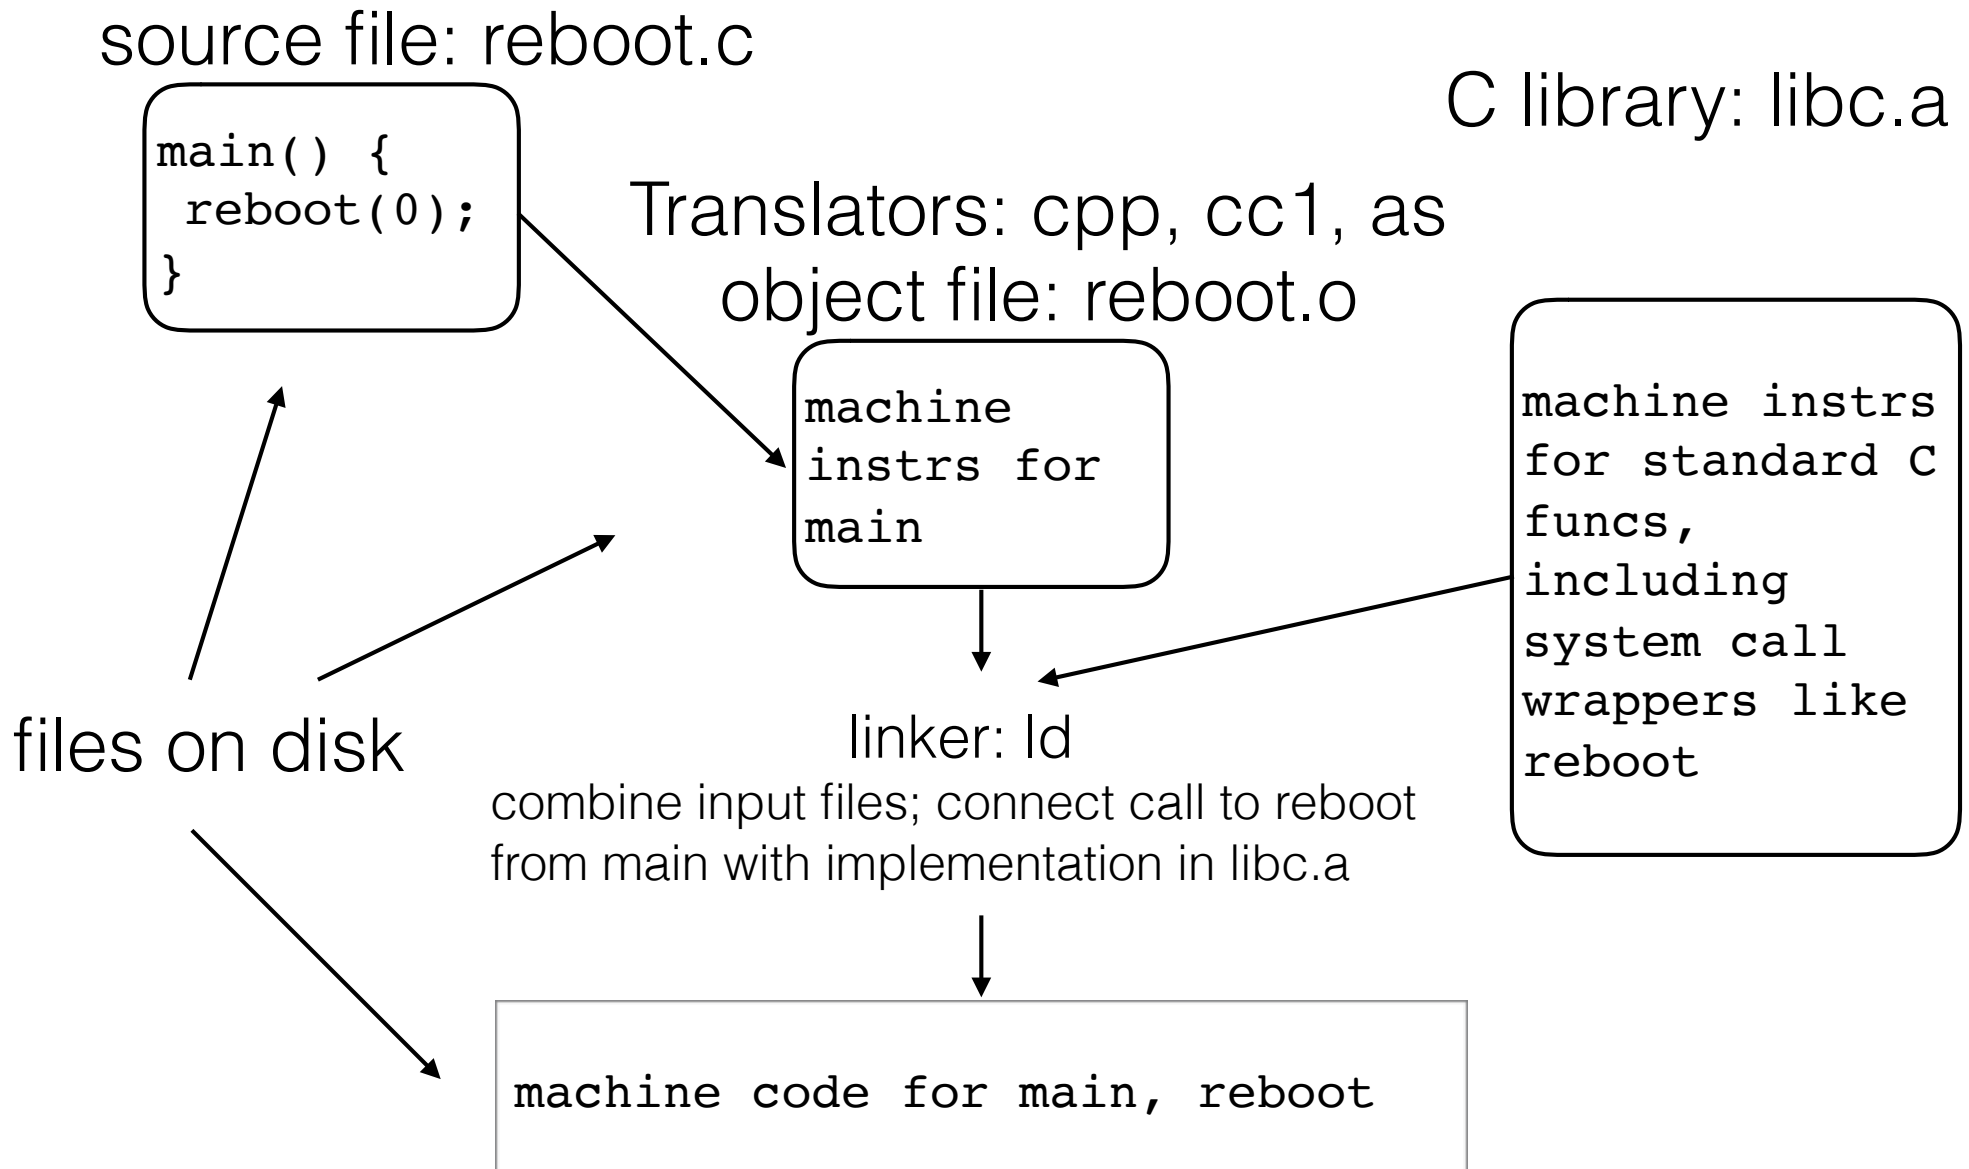 source file: reboot.c
main() {
reboot(0);
}
C library: libc.a
Translators: cpp, cc1, as
object file: reboot.o
machine
instrs for
main
machine instrs
for standard C
funcs,
including
system call
wrappers like
reboot
files on disk
linker: ld
combine input files; connect call to reboot
from main with implementation in libc.a
machine code for main, reboot